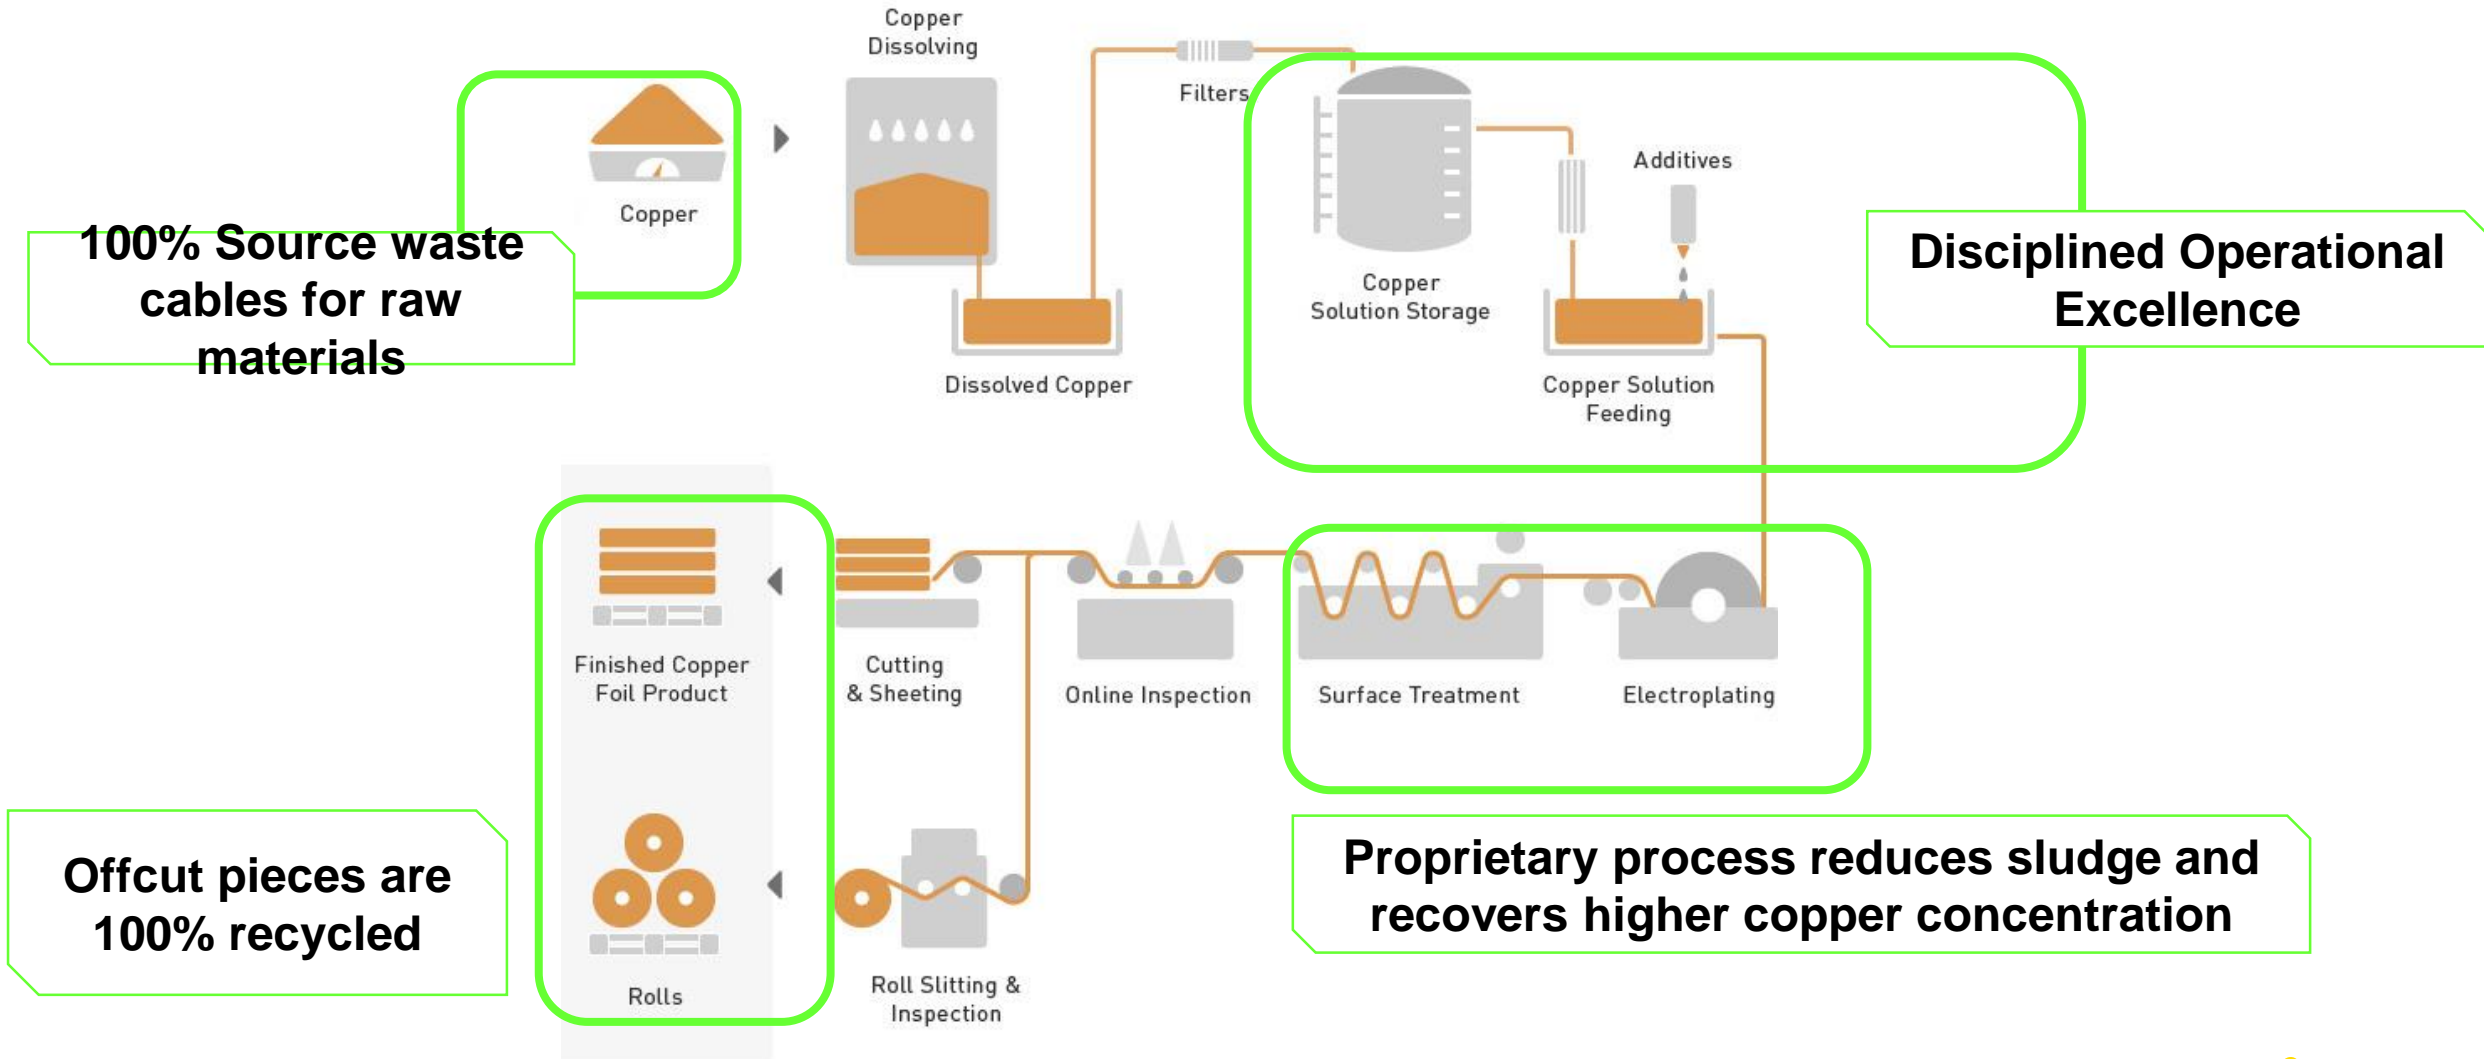 Copper
Dissolving
Filters
Copper
100% Source waste
cables for raw
materials
Additives
Copper
Solution Storage
Disciplined Operational
Excellence
Dissolved Copper
Copper Solution
Feeding
Finished Copper
Foil Product
Cutting
& Sheeting
Online Inspection
Surface Treatment
Electroplating
Offcut pieces are
100% recycled
Rolls
Roll Slitting &
Inspection
Proprietary process reduces sludge and
recovers higher copper concentration